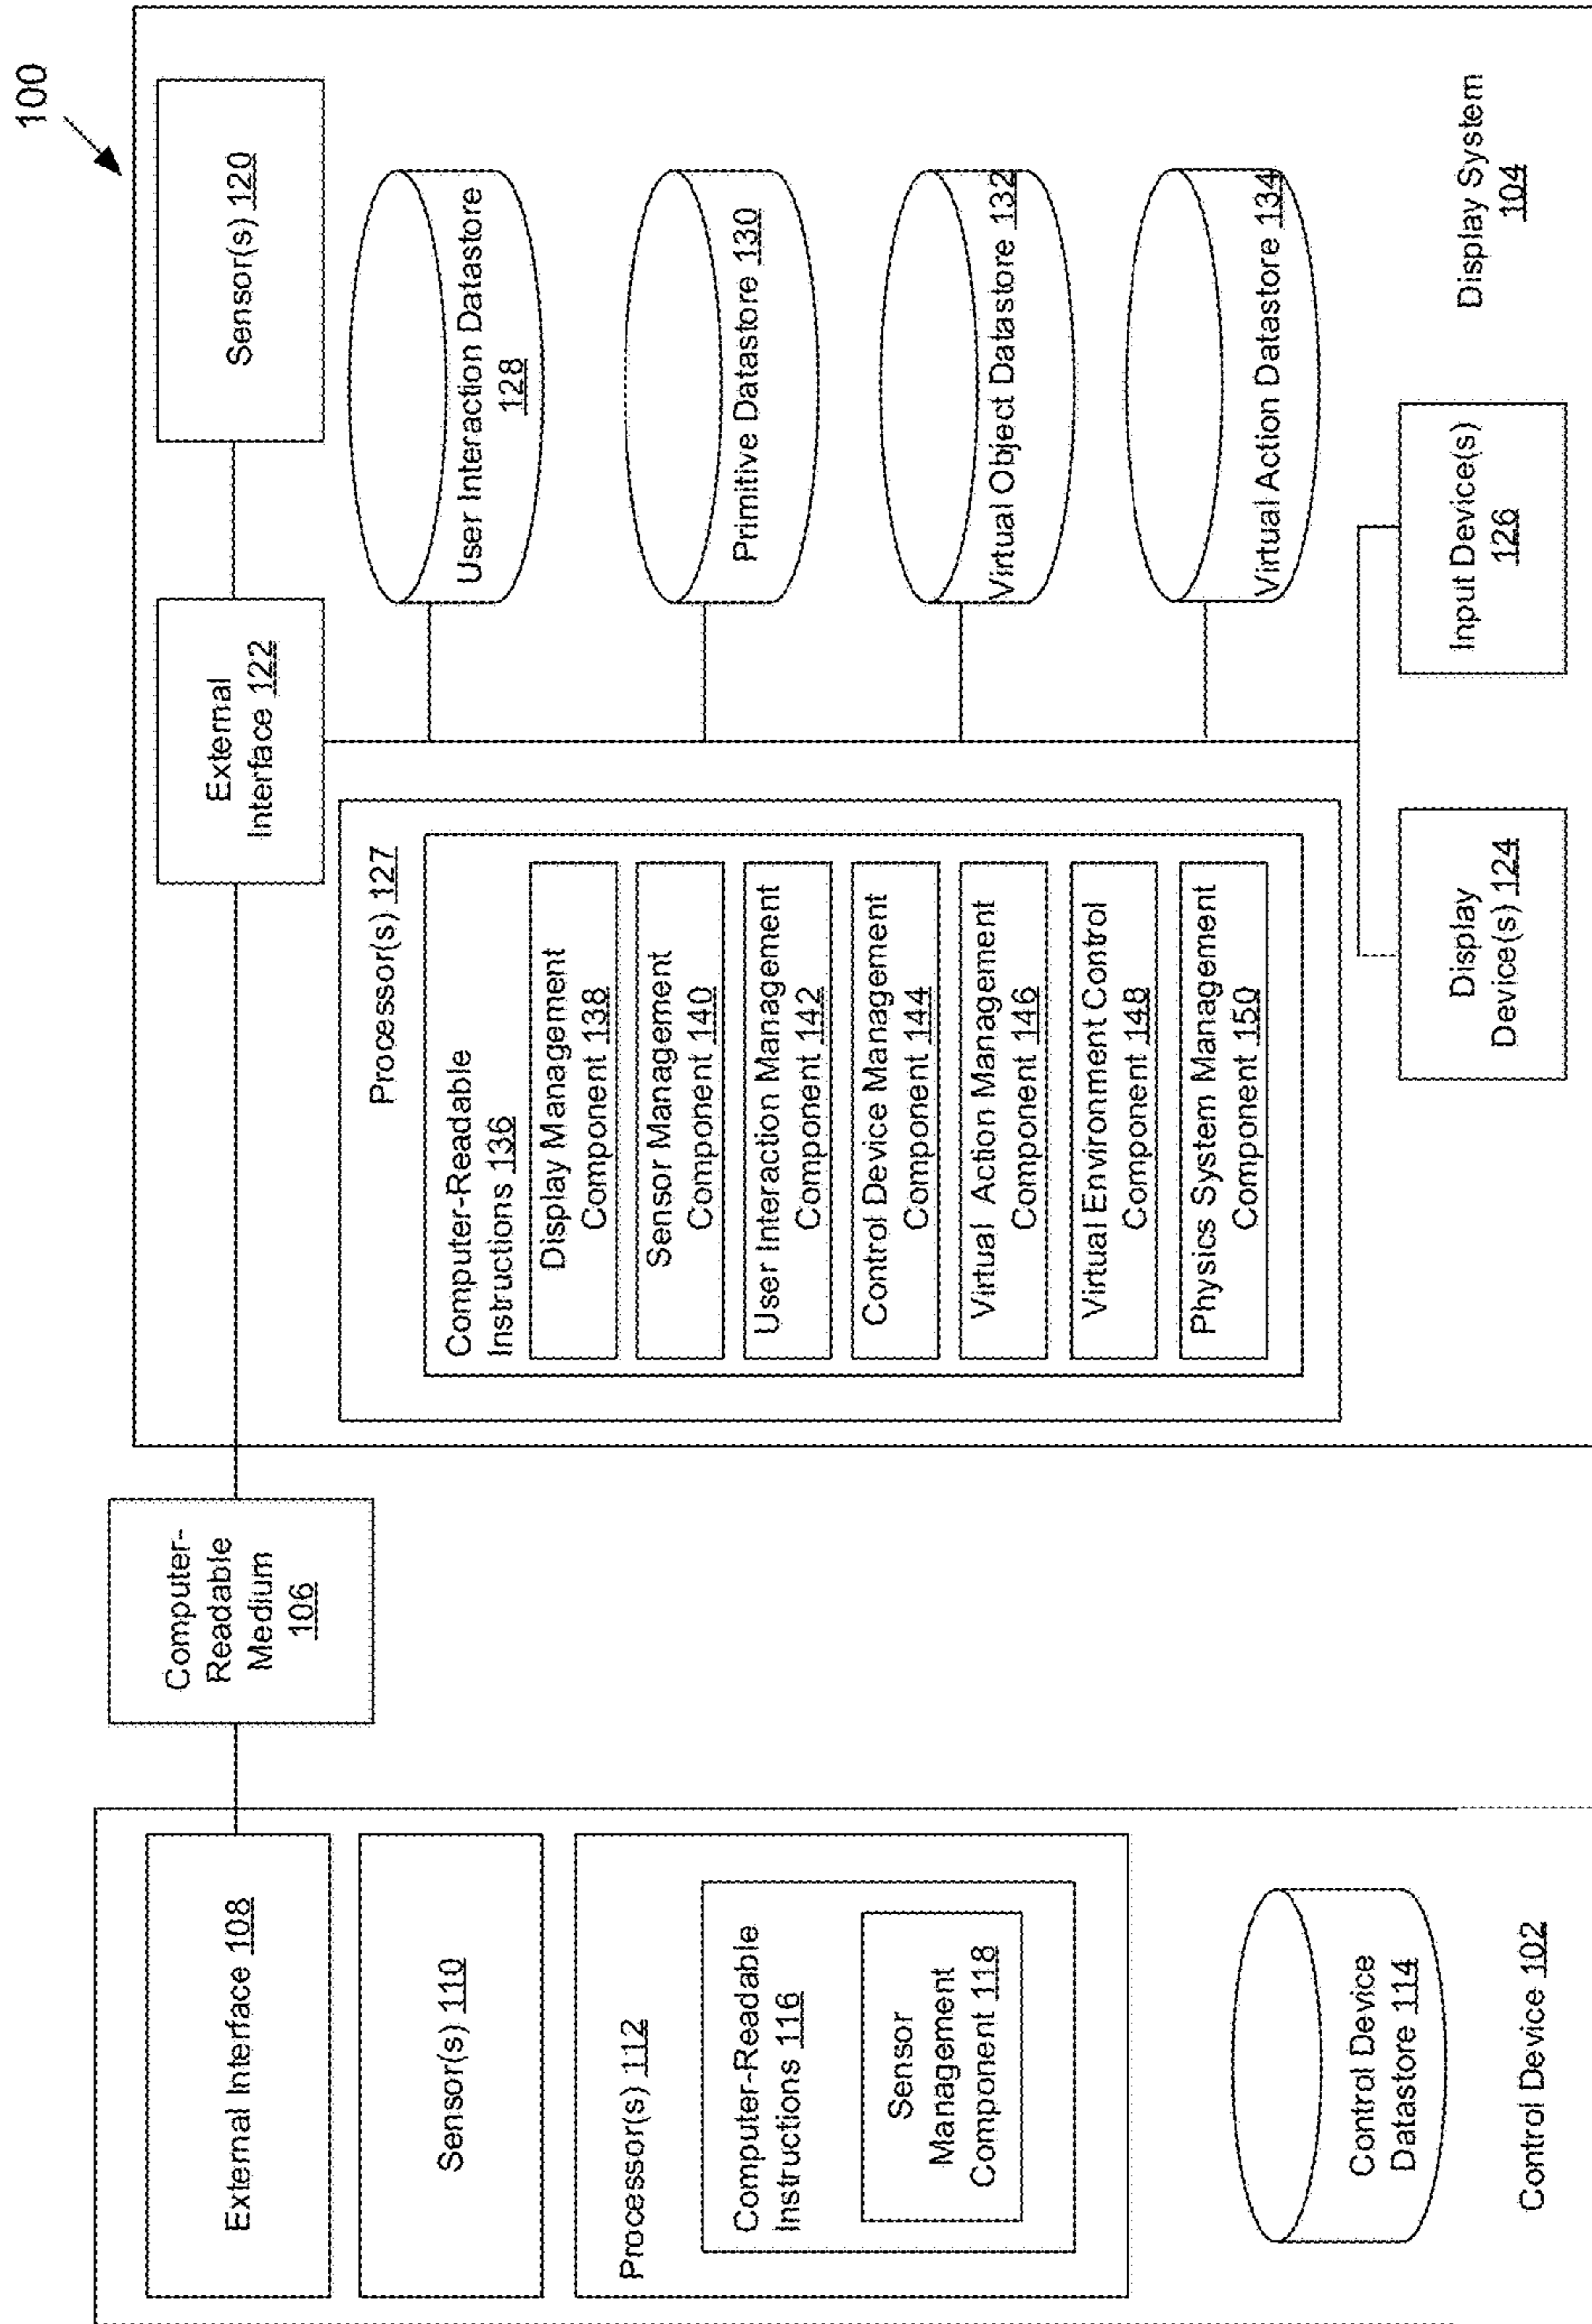 100
External Interface 108
Sensor(s) 110
Processor(s) 112
Computer-Readable
Instructions 116
Sensor
Management
Component 118
Control Device
Datastore 114
Control Device 102
Computer-
Readable
Medium
106
External
Interface 122
Sensor(s) 120
Processor(s) 127
Computer-Readable
Instructions 136
Display Management
Component 138
Sensor Management
Component 140
User Interaction Management
Component 142
Control Device Management
Component 144
Virtual Action Management
Component 146
Virtual Environment Control
Component 148
Physics System Management
Component 150
User Interaction Datastore
128
Primitive Datastore 130
Virtual Object Datastore 132
Virtual Action Datastore 134
Display
Device(s) 124
Input Device(s)
126
Display System
104